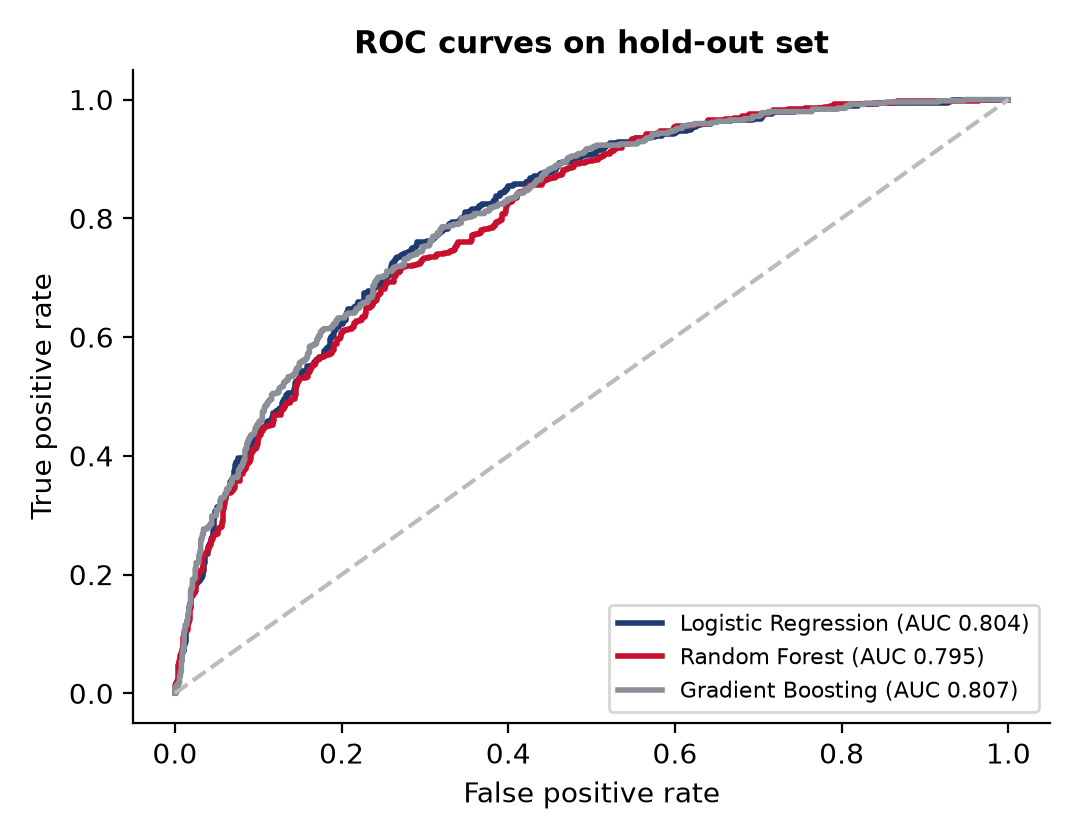 ROC curves on hold-out set
True positive rate
1.0
0.8
0.6
0.4
0.2
0.0
Logistic Regression (AUC 0.804)
Random Forest (AUC 0.795)
Gradient Boosting (AUC 0.807)
0.0 0.2 0.4 0.6 0.8 1.0
False positive rate